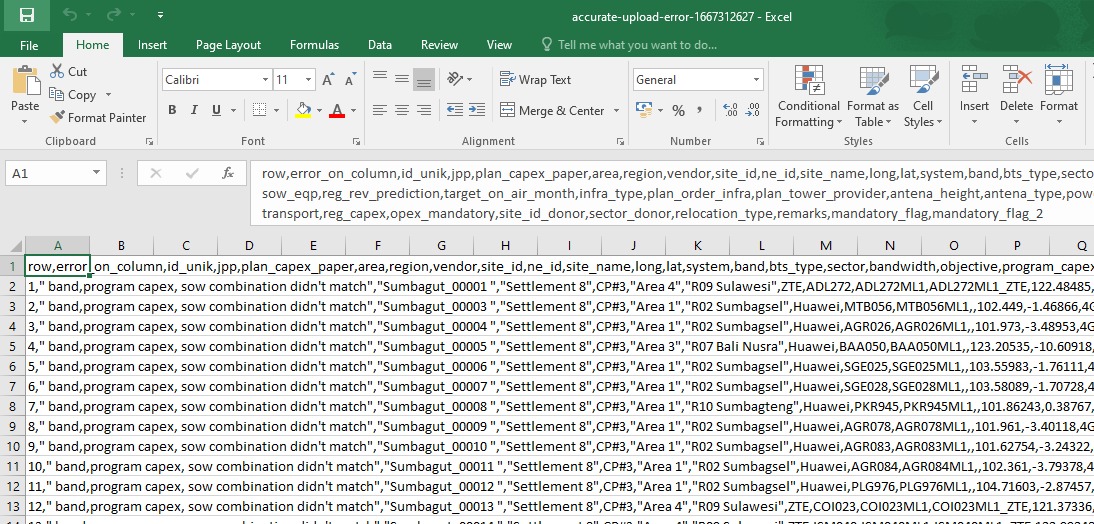 accurate-upload-error-1667312627 - Excel
File Home Insert Page Layout Formulas Data Review View Tell me what you want to do...
Paste
Cut
Copy
Format Painter
Calibri 11 A A
B I U A
Wrap Text
Merge & Center
General
% , .0 .00 .00 .0
Conditional Formatting
Format as Table
Cell Styles
Insert Delete Format
Clipboard Font Alignment Number Styles Cells
A1 fx
row,error_on_column,id_unik,jpp,plan_capex_paper,area,region,vendor,site_id,ne_id,site_name,long,lat,system,band,bts_type,secto
sow_eqp,reg_rev_prediction,target_on_air_month,infra_type,plan_order_infra,plan_tower_provider,antena_height,antena_type,pow
transport,reg_capex,opex_mandatory,site_id_donor,sector_donor,relocation_type,remarks,mandatory_flag,mandatory_flag_2
A B C D E F G H I J K L M N O P Q
1 row,error_on_column,id_unik,jpp,plan_capex_paper,area,region,vendor,site_id,ne_id,site_name,long,lat,system,band,bts_type,sector,bandwidth,objective,program_capex
2 1," band,program capex, sow combination didn't match","Sumbagut_00001 ","Settlement 8",CP#3,"Area 4","R09 Sulawesi",ZTE,ADL272,ADL272ML1,ADL272ML1_ZTE,122.48485,
3 2," band,program capex, sow combination didn't match","Sumbagut_00003 ","Settlement 8",CP#3,"Area 1","R02 Sumbagsel",Huawei,MTB056,MTB056ML1,,102.449,-1.46866,4G
4 3," band,program capex, sow combination didn't match","Sumbagut_00004 ","Settlement 8",CP#3,"Area 1","R02 Sumbagsel",Huawei,AGR026,AGR026ML1,,101.973,-3.48953,4G
5 4," band,program capex, sow combination didn't match","Sumbagut_00005 ","Settlement 8",CP#3,"Area 3","R07 Bali Nusra",Huawei,BAA050,BAA050ML1,,123.20535,-10.60918,
6 5," band,program capex, sow combination didn't match","Sumbagut_00006 ","Settlement 8",CP#3,"Area 1","R02 Sumbagsel",Huawei,SGE025,SGE025ML1,,103.55983,-1.76111,4
7 6," band,program capex, sow combination didn't match","Sumbagut_00007 ","Settlement 8",CP#3,"Area 1","R02 Sumbagsel",Huawei,SGE028,SGE028ML1,,103.58089,-1.70728,4
8 7," band,program capex, sow combination didn't match","Sumbagut_00008 ","Settlement 8",CP#3,"Area 1","R10 Sumbagteng",Huawei,PKR945,PKR945ML1,,101.86243,0.38767,
9 8," band,program capex, sow combination didn't match","Sumbagut_00009 ","Settlement 8",CP#3,"Area 1","R02 Sumbagsel",Huawei,AGR078,AGR078ML1,,101.961,-3.40118,4G
10 9," band,program capex, sow combination didn't match","Sumbagut_00010 ","Settlement 8",CP#3,"Area 1","R02 Sumbagsel",Huawei,AGR083,AGR083ML1,,101.62754,-3.24322,
11 10," band,program capex, sow combination didn't match","Sumbagut_00011 ","Settlement 8",CP#3,"Area 1","R02 Sumbagsel",Huawei,AGR084,AGR084ML1,,102.361,-3.79378,4
12 11," band,program capex, sow combination didn't match","Sumbagut_00012 ","Settlement 8",CP#3,"Area 1","R02 Sumbagsel",Huawei,PLG976,PLG976ML1,,104.71603,-2.87457,
13 12," band,program capex, sow combination didn't match","Sumbagut_00013 ","Settlement 8",CP#3,"Area 4","R09 Sulawesi",ZTE,COI023,COI023ML1,COI023ML1_ZTE,121.37336,